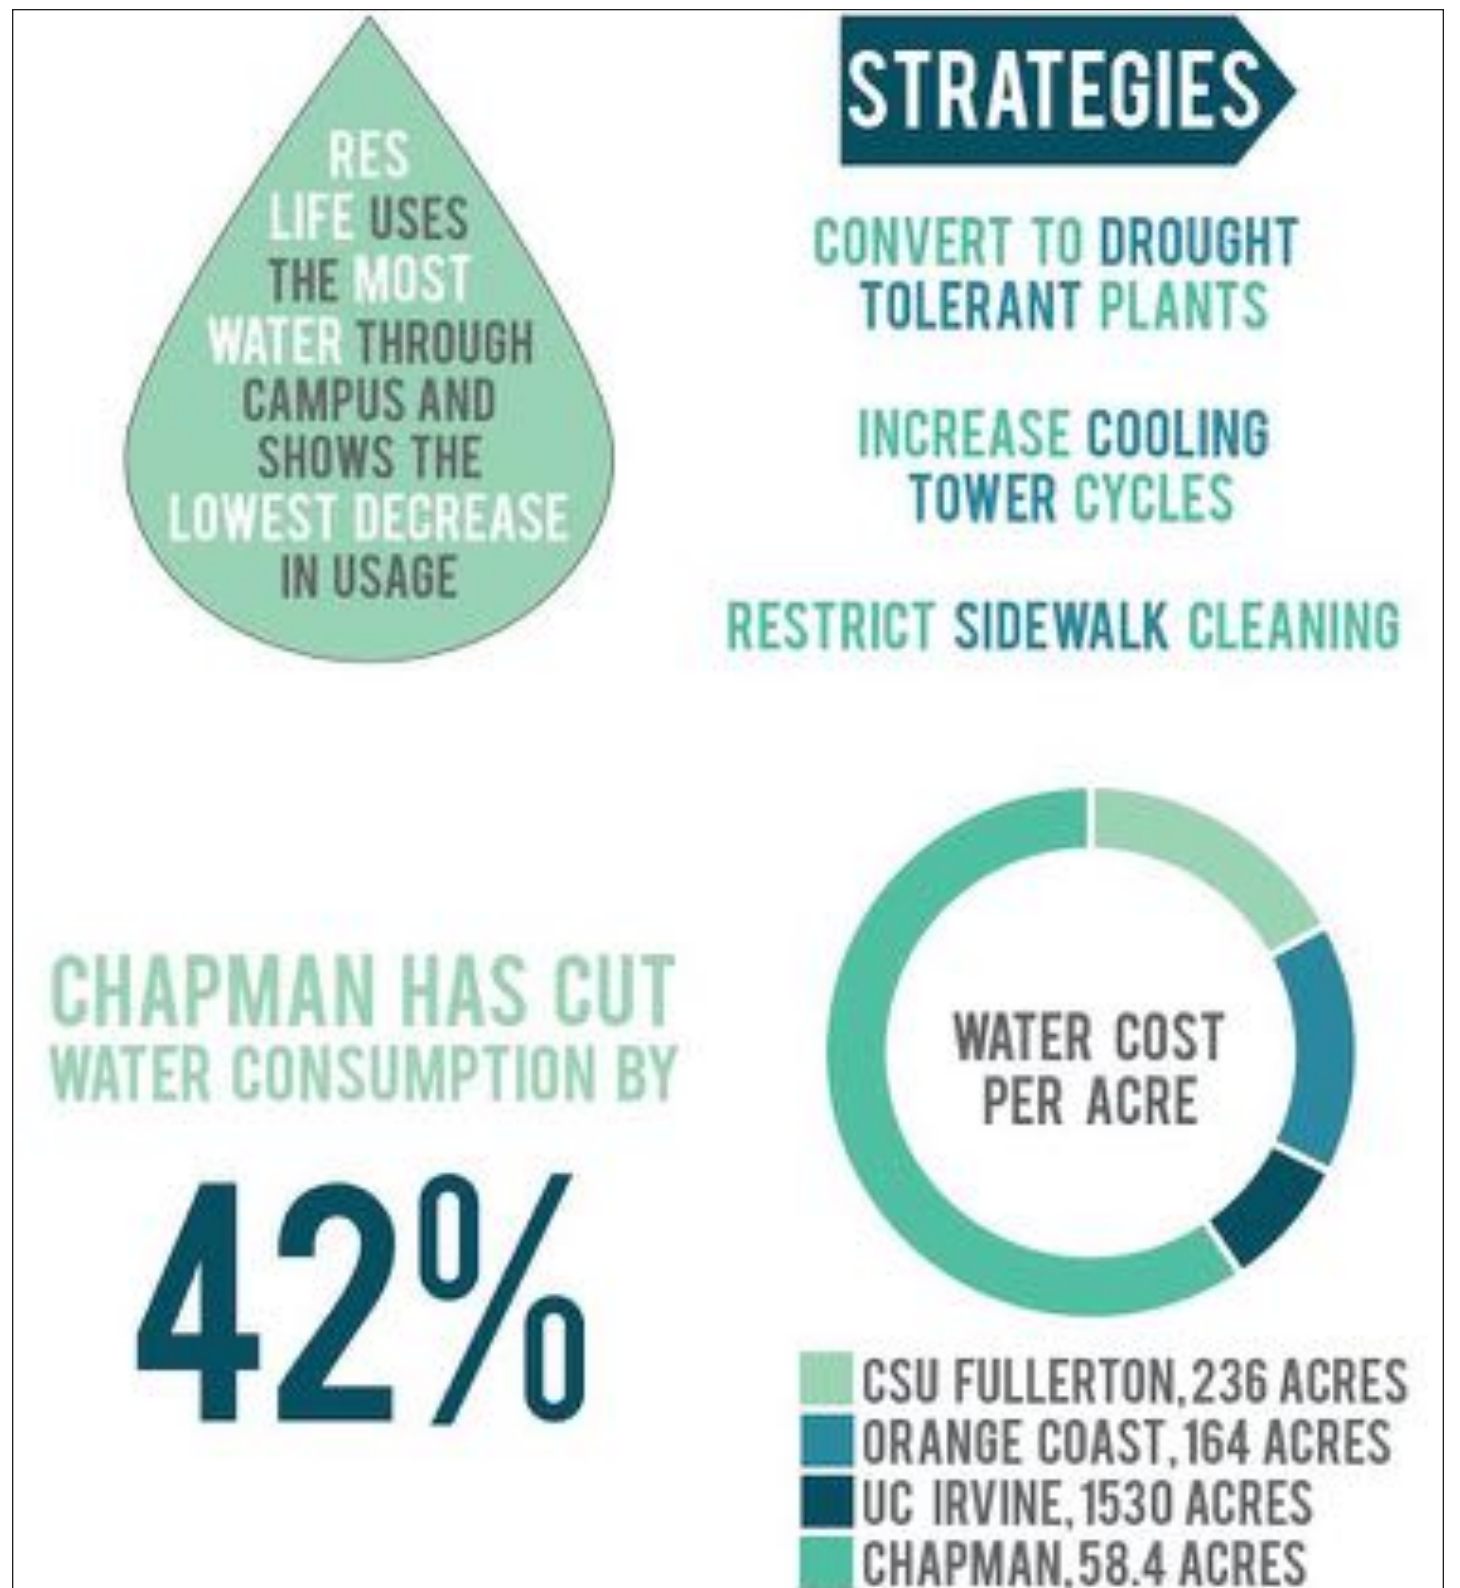 RES
LIFE USES
THE MOST
WATER THROUGH
CAMPUS AND
SHOWS THE
LOWEST DECREASE
IN USAGE
STRATEGIES
CONVERT TO DROUGHT
TOLERANT PLANTS
INCREASE COOLING
TOWER CYCLES
RESTRICT SIDEWALK CLEANING
CHAPMAN HAS CUT
WATER CONSUMPTION BY
42%
WATER COST
PER ACRE
CSU FULLERTON, 236 ACRES
ORANGE COAST, 164 ACRES
UC IRVINE, 1530 ACRES
CHAPMAN, 58.4 ACRES